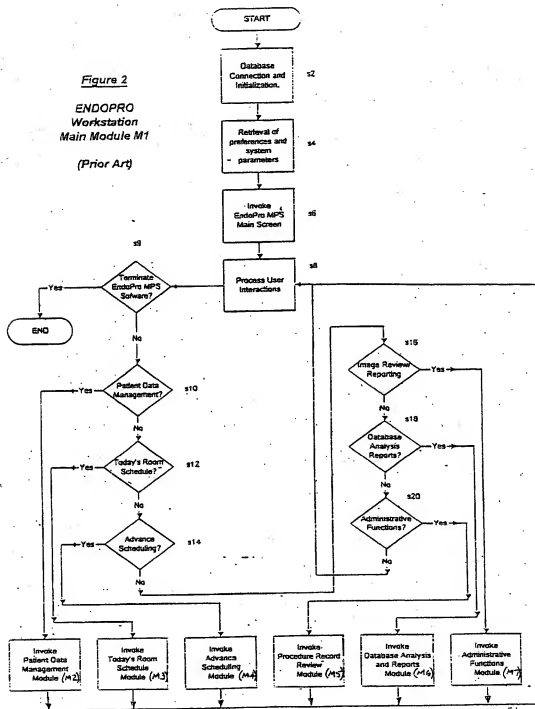 START
Figure 2
ENDOPRO
Workstation
Main Module M1
(Prior Art)
Database
Connection and
Initialization.
s2
Retrieval of
preferences and
system
parameters
s4
Invoke
EndoPro MPS
Main Screen
s6
s9
s8
Terminate
EndoPro MPS
Sofware?
Process User
Interactions
Yes
END
No
s16
Image Review/
Reporting
Yes
Patient Data
Management?
s10
Yes
No
No
s18
Database
Analysis
Reports?
Yes
Today's Room
Schedule?
s12
Yes
No
No
s20
Administrative
Functions?
Yes
Advance
Scheduling?
s14
Yes
No
No
Invoke
Patient Data
Management
Module (M2)
Invoke
Today's Room
Schedule
Module (M3)
Invoke
Advance
Scheduling
Module (M4)
Invoke
Procedure Record
Review
Module (M5)
Invoke
Database Analysis
and Reports
Module (M6)
Invoke
Administrative
Functions
Module (M7)